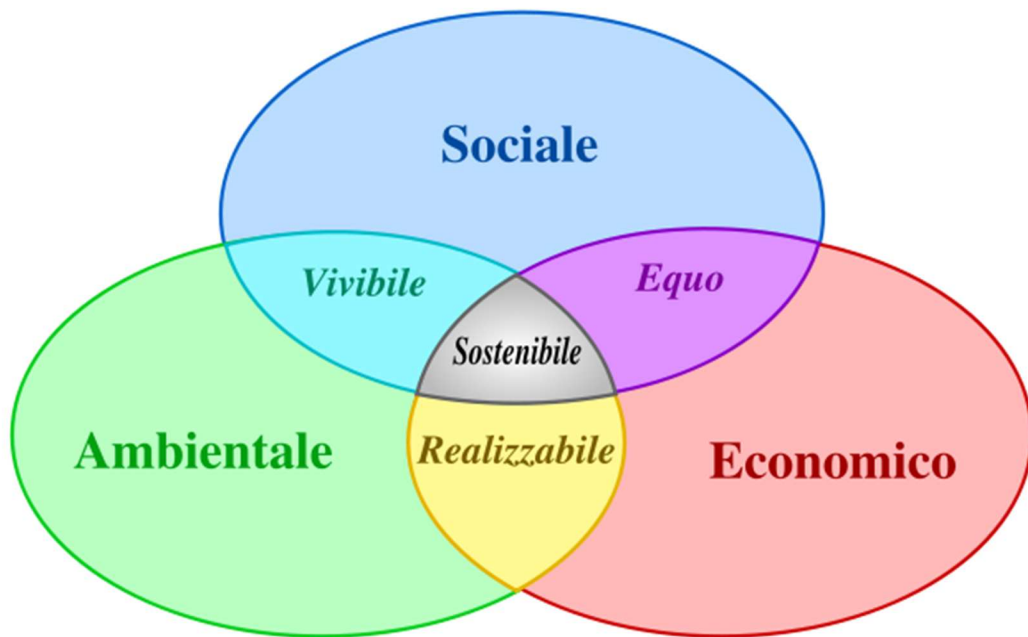 Sociale
Vivibile
Equo
Sostenibile
Ambientale
Realizzabile
Economico